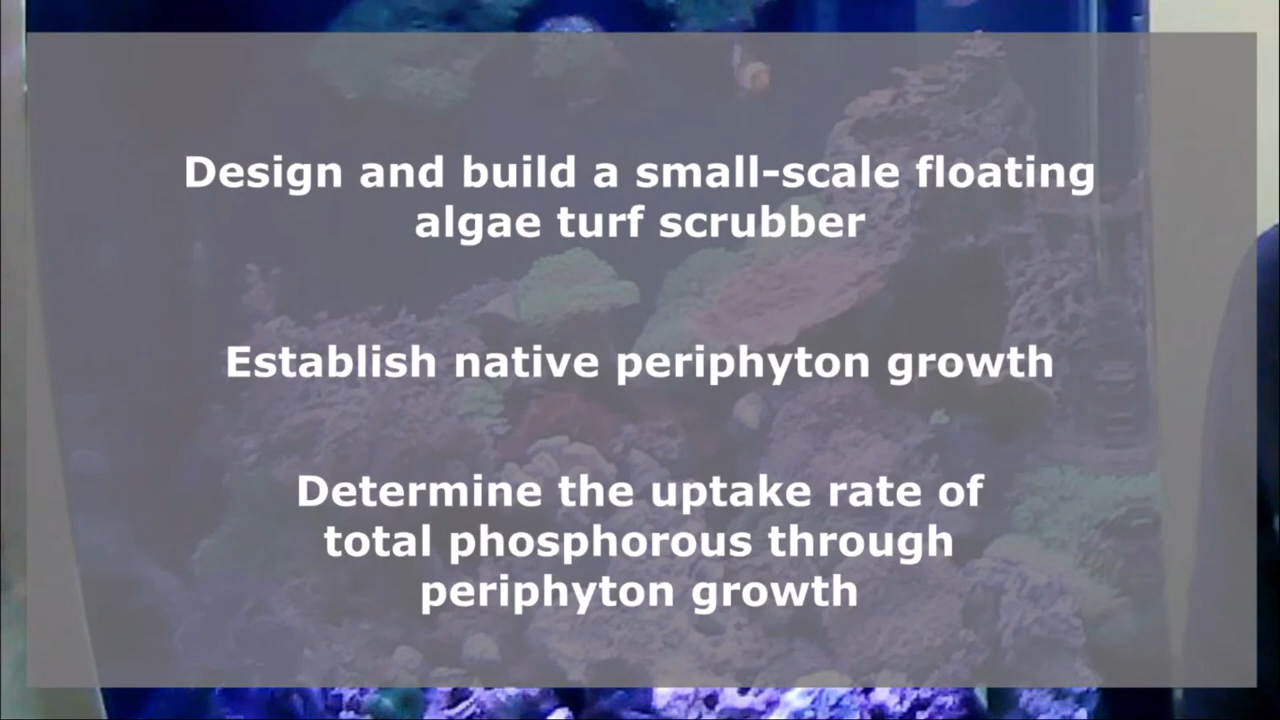 Design and build a small-scale floating
algae turf scrubber
Establish native periphyton growth
Determine the uptake rate of
total phosphorous through
periphyton growth